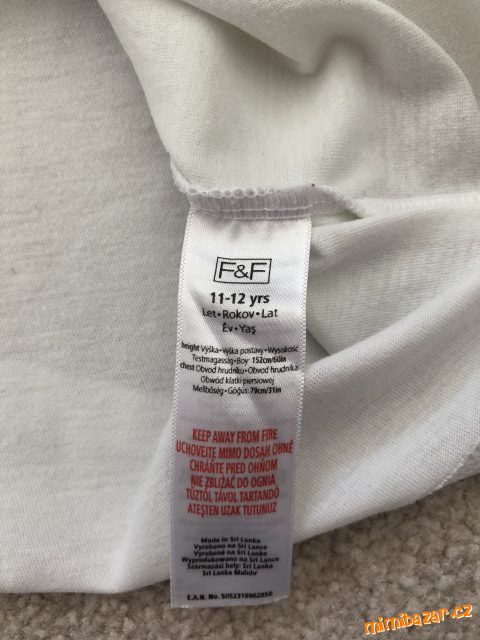 F&F
11-12 yrs
Let•Rokov•Lat
Év•Yaş
height Výška•Výška postavy•Wysokość
Testmagasság•Boy: 152cm/60in
chest Obvod hrudníku•Obvod hrudníka
Obwód klatki piersiowej
Mellbőség•Göğüs: 79cm/31in
KEEP AWAY FROM FIRE
UCHOVEJTE MIMO DOSAH OHNĚ
CHRÁŇTE PRED OHŇOM
NIE ZBLIŻAĆ DO OGNIA
TŰZTŐL TÁVOL TARTANDÓ
ATEŞTEN UZAK TUTUNUZ
Made in Sri Lanka
Vyrobeno na Srí Lance
Vyrobené na Srí Lanke
Wyprodukowano na Sri Lance
Származási hely: Srí Lanka
Sri Lanka Malıdır
E.A.N. No. 5052318962858
mimibazar.cz